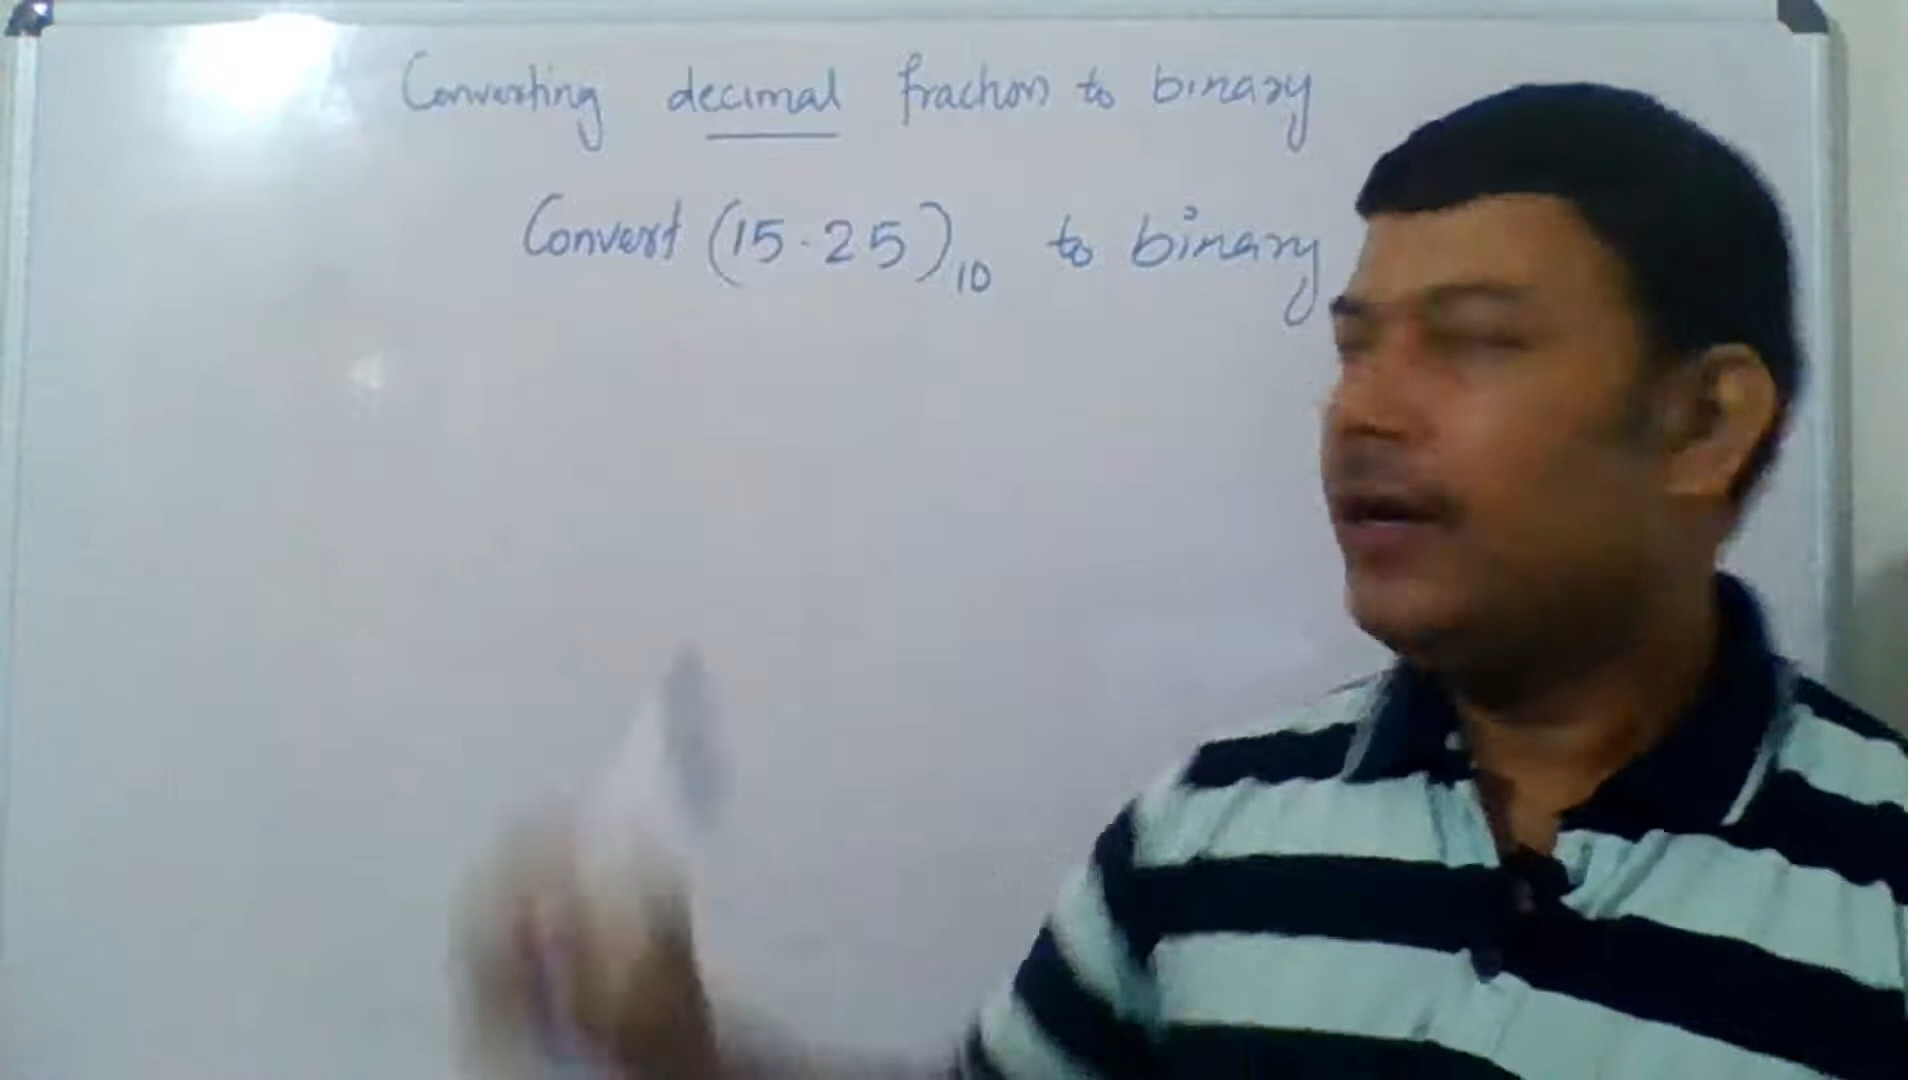 Converting decimal fraction to binary
Convert (15.25)₁₀ to binary